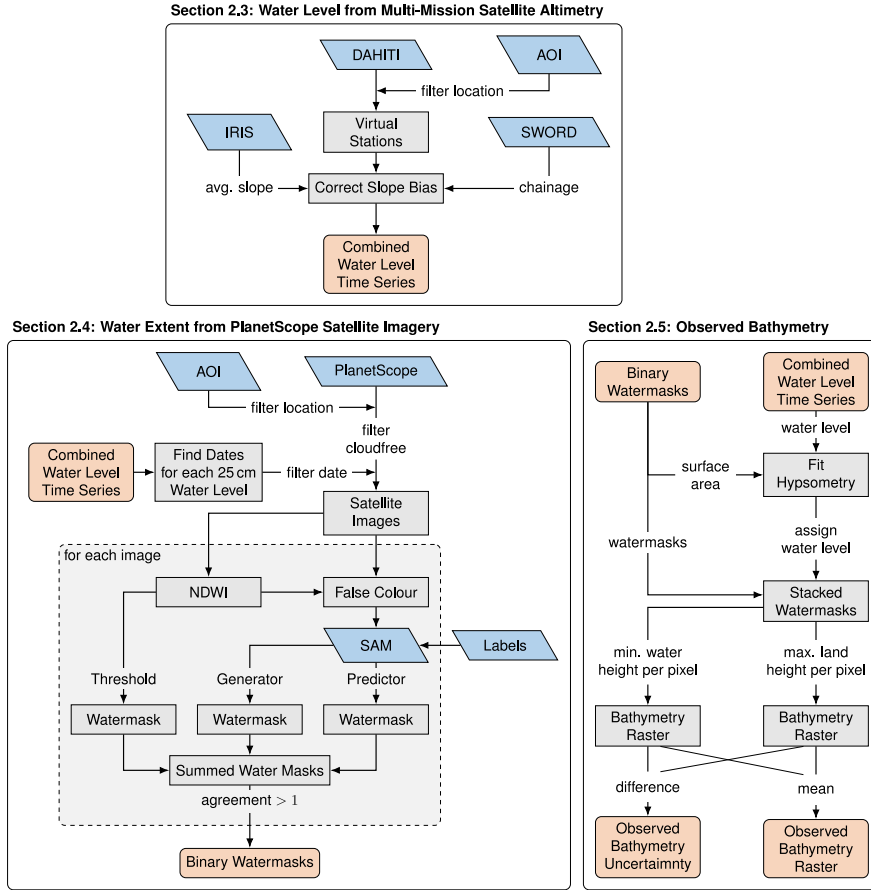 Section 2.3: Water Level from Multi-Mission Satellite Altimetry
DAHITI
AOI
filter location
IRIS
Virtual
Stations
SWORD
avg. slope
Correct Slope Bias
chainage
Combined
Water Level
Time Series
Section 2.4: Water Extent from PlanetScope Satellite Imagery
AOI
PlanetScope
filter location
filter
cloudfree
Combined
Water Level
Time Series
Find Dates
for each 25 cm
Water Level
filter date
Satellite
Images
for each image
NDWI
False Colour
SAM
Labels
Threshold
Generator
Predictor
Watermask
Watermask
Watermask
Summed Water Masks
agreement > 1
Binary Watermasks
Section 2.5: Observed Bathymetry
Binary
Watermasks
Combined
Water Level
Time Series
water level
surface
area
Fit
Hypsometry
watermasks
assign
water level
Stacked
Watermasks
min. water
height per pixel
max. land
height per pixel
Bathymetry
Raster
Bathymetry
Raster
difference
mean
Observed
Bathymetry
Uncertaimnty
Observed
Bathymetry
Raster